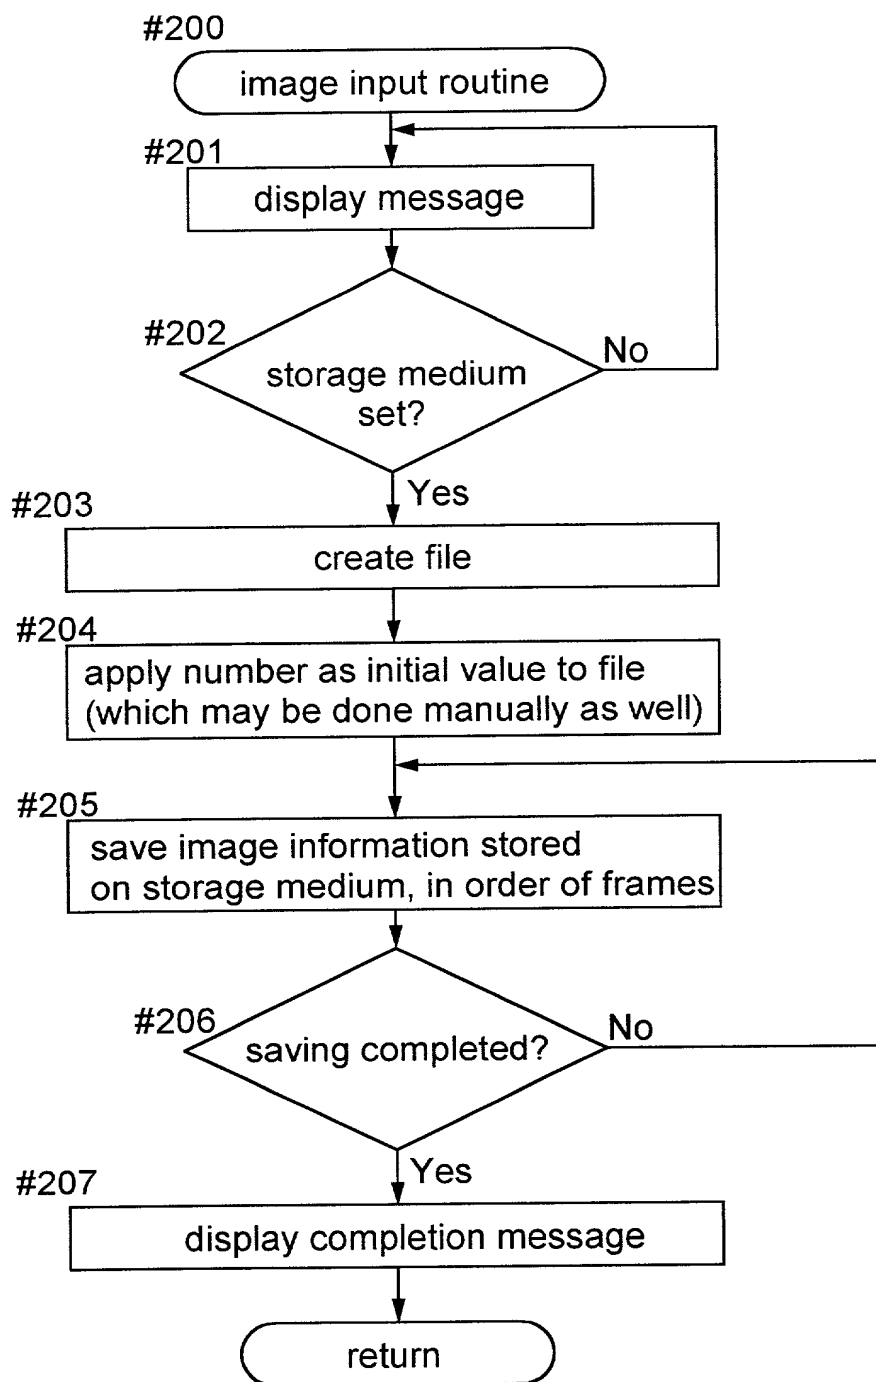 #200
image input routine
#201
display message
#202
storage medium
set?
No
Yes
#203
create file
#204
apply number as initial value to file
(which may be done manually as well)
#205
save image information stored
on storage medium, in order of frames
#206
saving completed?
No
Yes
#207
display completion message
return